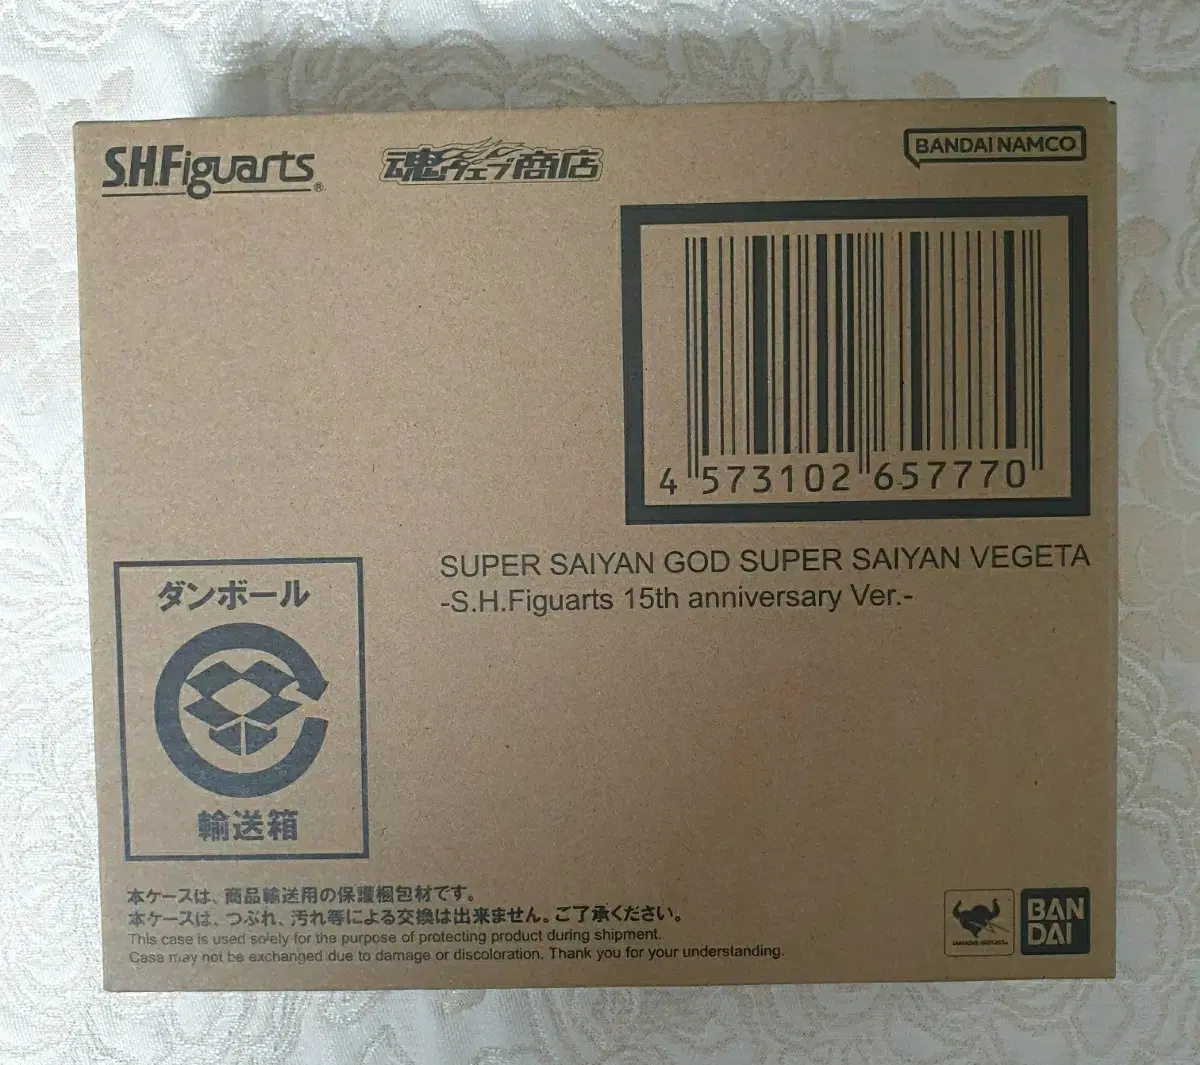 S.H.Figuarts®
魂ウェブ商店
BANDAI NAMCO
4 573102 657770
SUPER SAIYAN GOD SUPER SAIYAN VEGETA
-S.H.Figuarts 15th anniversary Ver.-
ダンボール
輸送箱
本ケースは、商品輸送用の保護梱包材です。
本ケースは、つぶれ、汚れ等による交換は出来ません。ご了承ください。
This case is used solely for the purpose of protecting product during shipment.
Case may not be exchanged due to damage or discoloration. Thank you for your understanding.
BAN
DAI